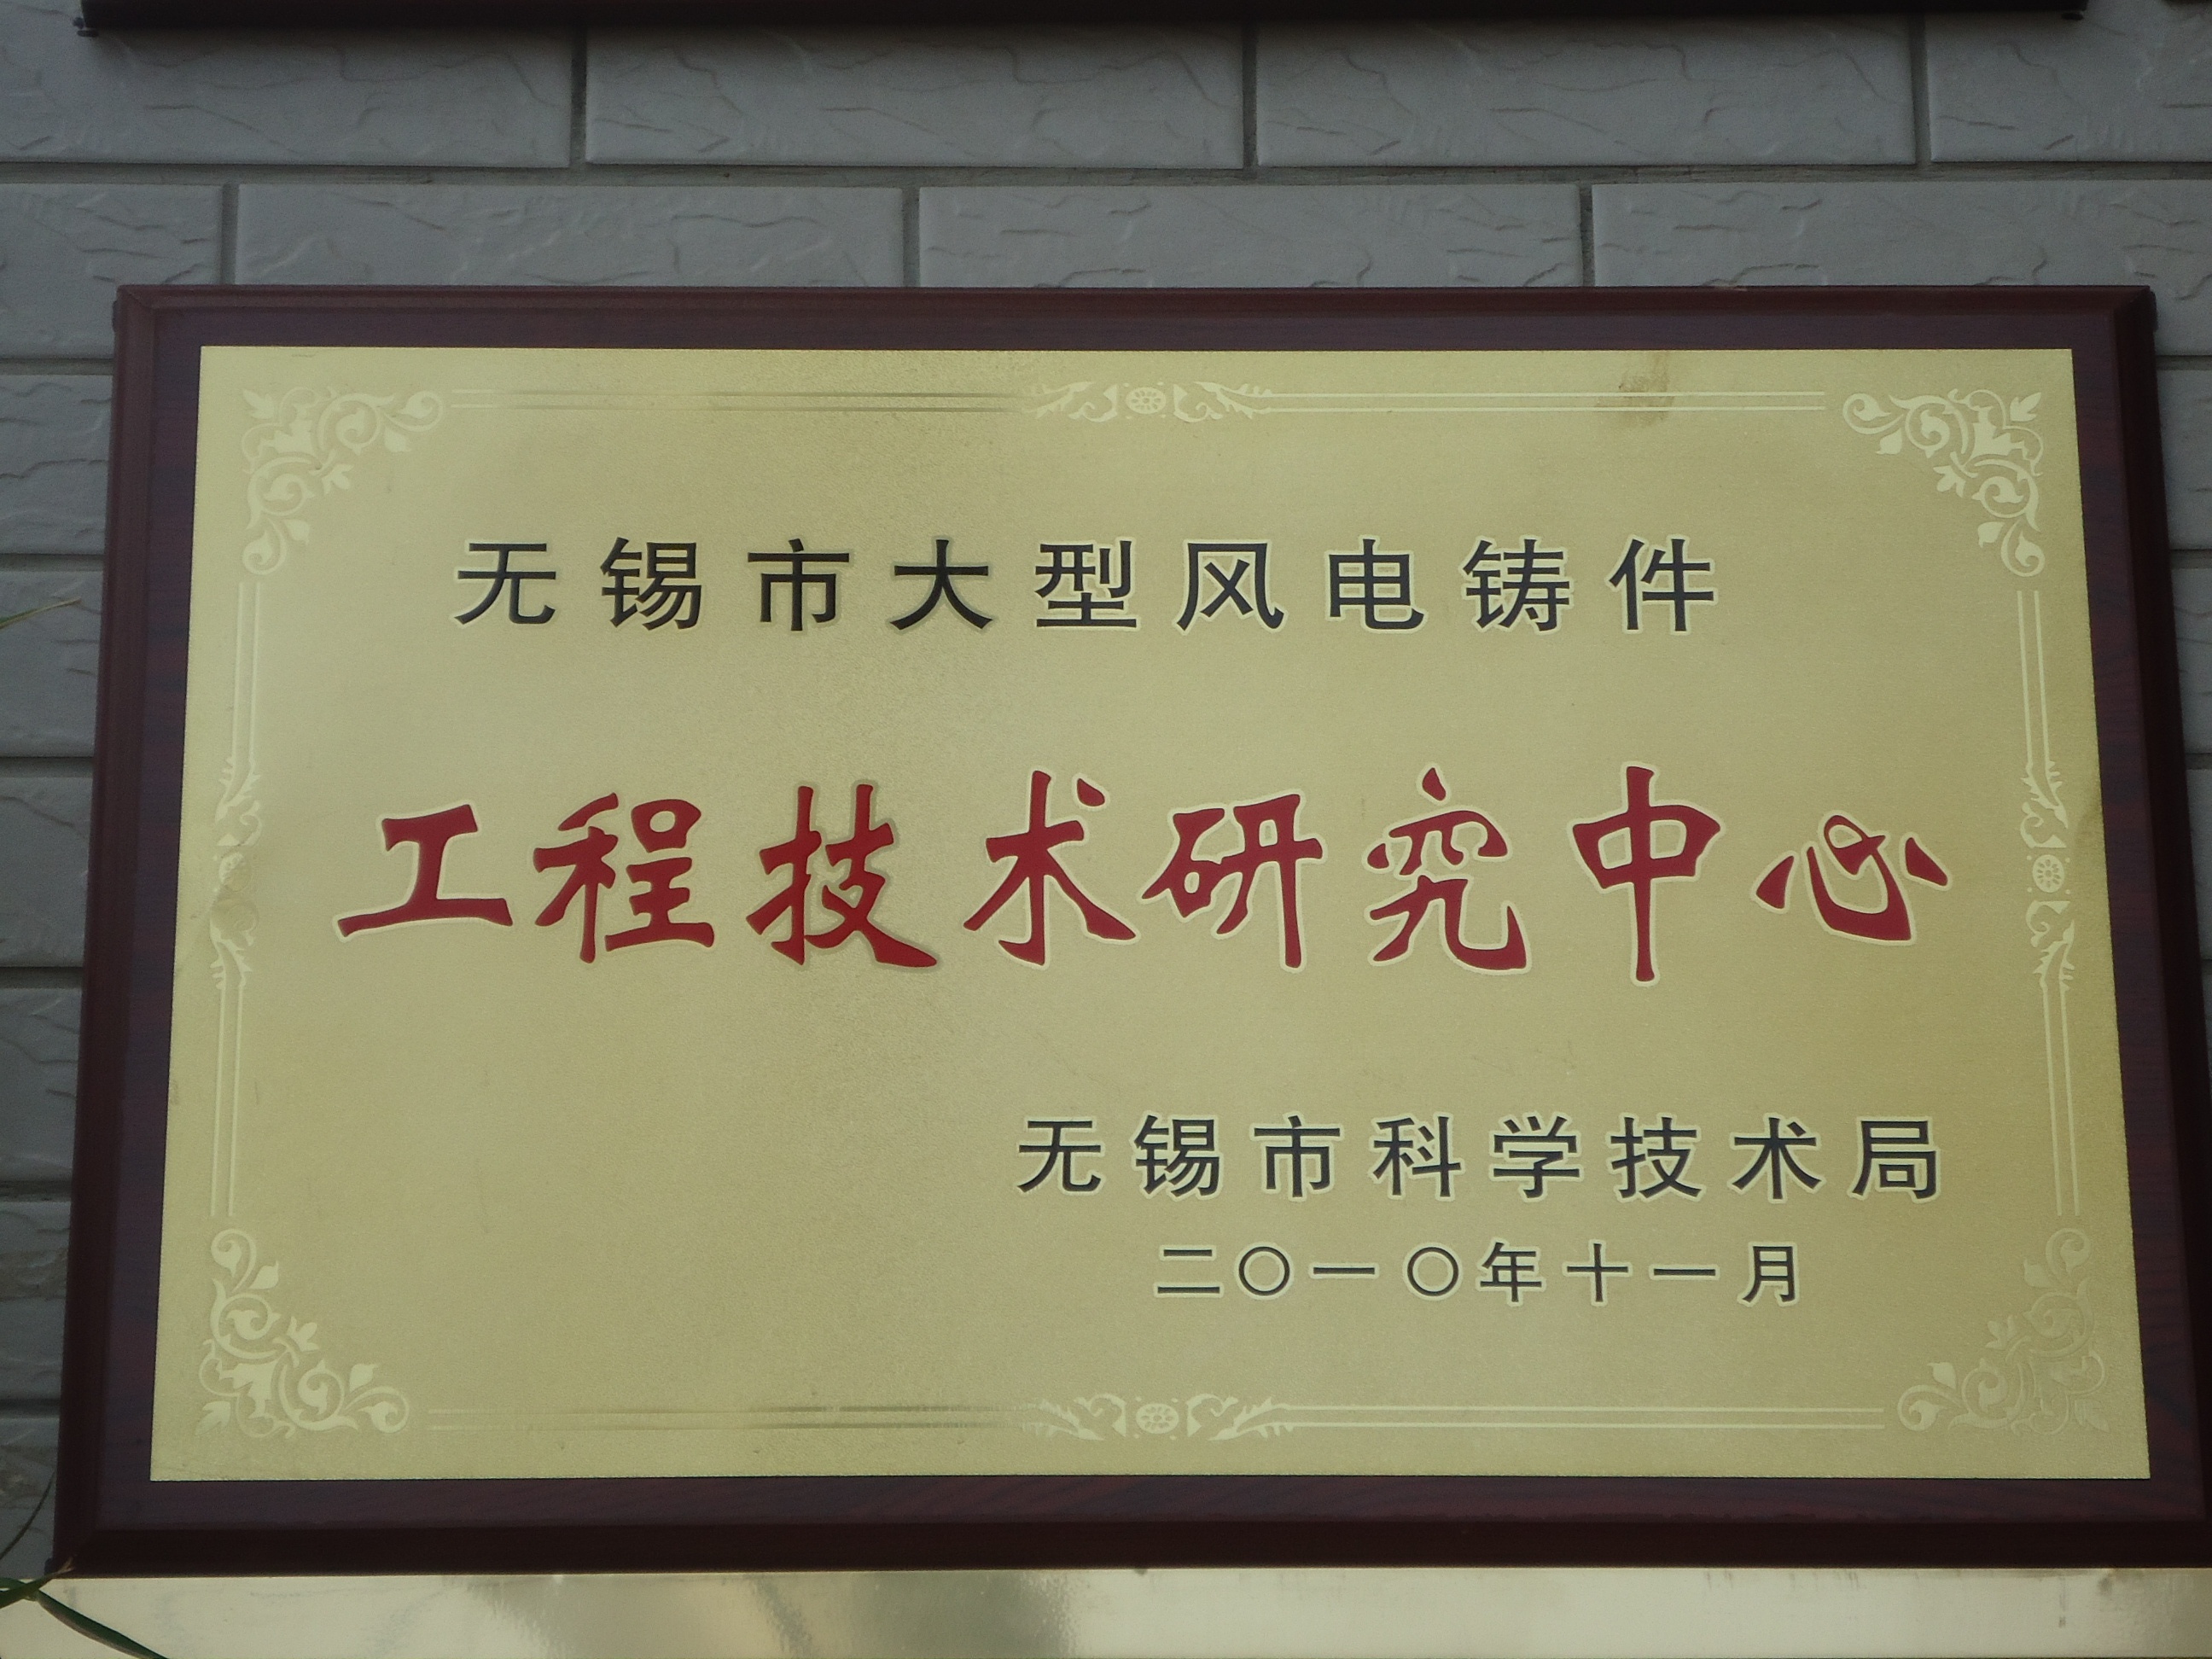 无锡市大型风电铸件
工程技术研究中心
无锡市科学技术局
二〇一〇年十一月